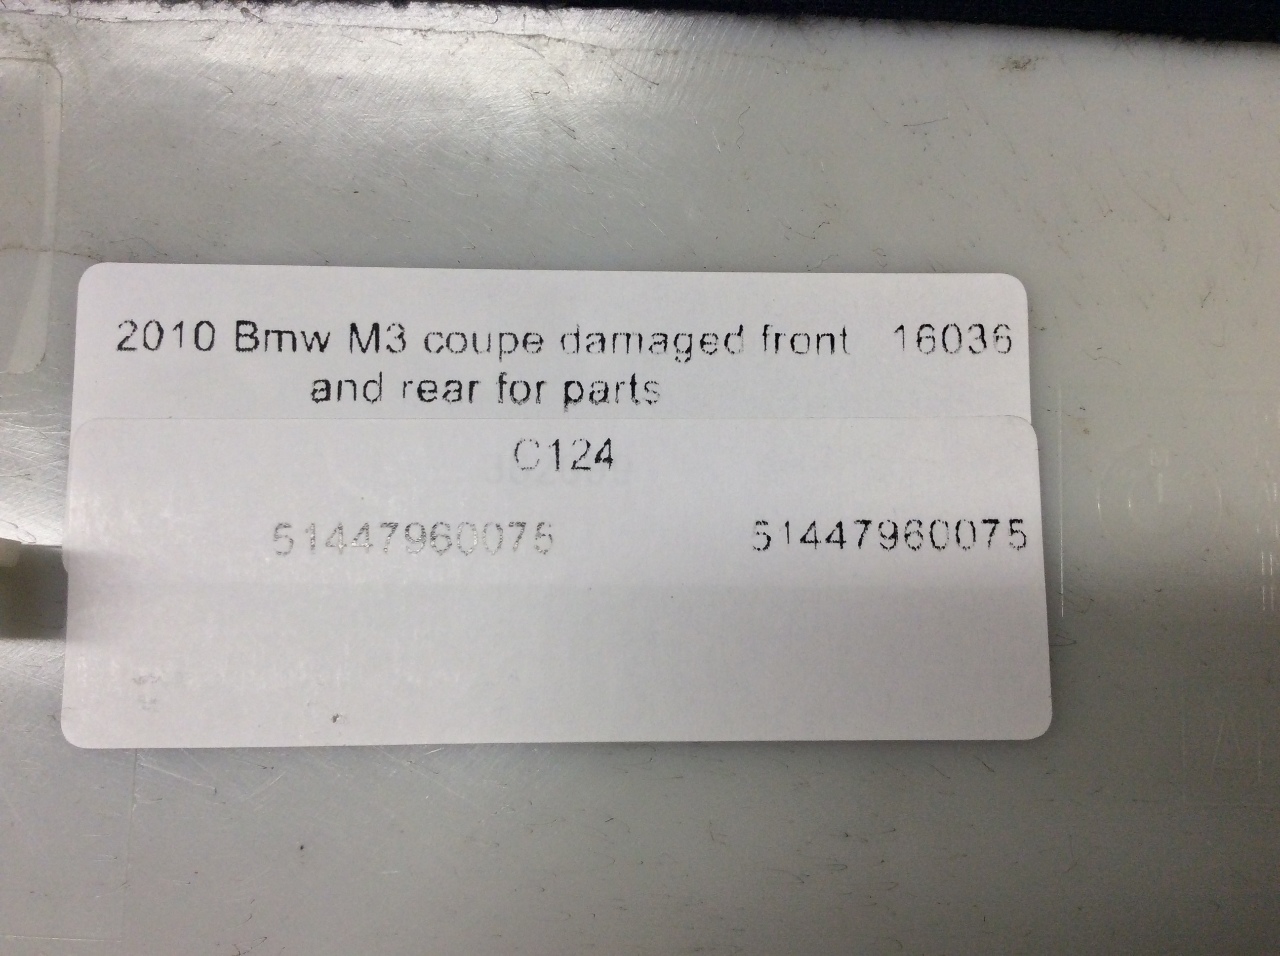 2010 Bmw M3 coupe damaged front 16036
and rear for parts
C124
51447960075 51447960075